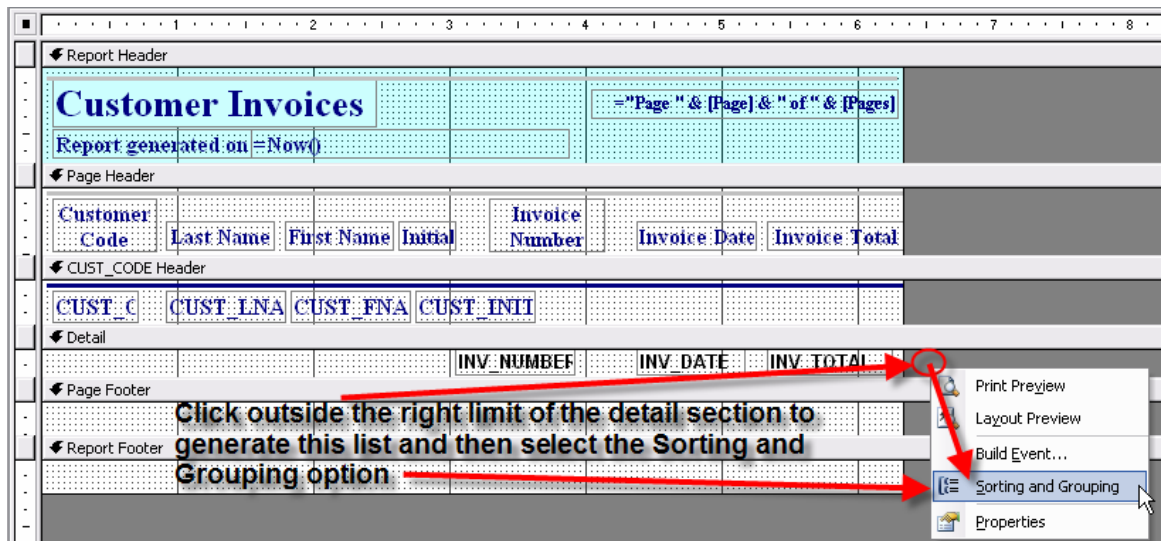 1 2 3 4 5 6 7 8
Report Header
Customer Invoices
="Page " & [Page] & " of " & [Pages]
Report generated on =Now()
Page Header
Customer
Code
Last Name First Name Initial
Invoice
Number
Invoice Date Invoice Total
CUST_CODE Header
CUST_C CUST_LNA CUST_FNA CUST_INIT
Detail
INV_NUMBER INV_DATE INV_TOTAL
Page Footer
Click outside the right limit of the detail section to
generate this list and then select the Sorting and
Grouping option
Report Footer
Print Preview
Layout Preview
Build Event...
Sorting and Grouping
Properties